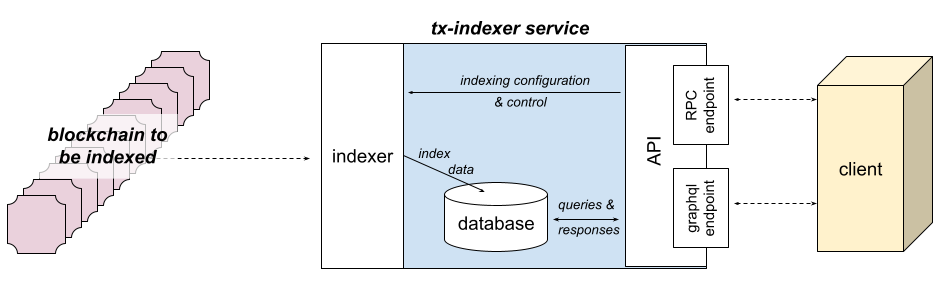 tx-indexer service
blockchain to
be indexed
indexer
indexing configuration
& control
index
data
database
queries &
responses
API
RPC
endpoint
graphql
endpoint
client